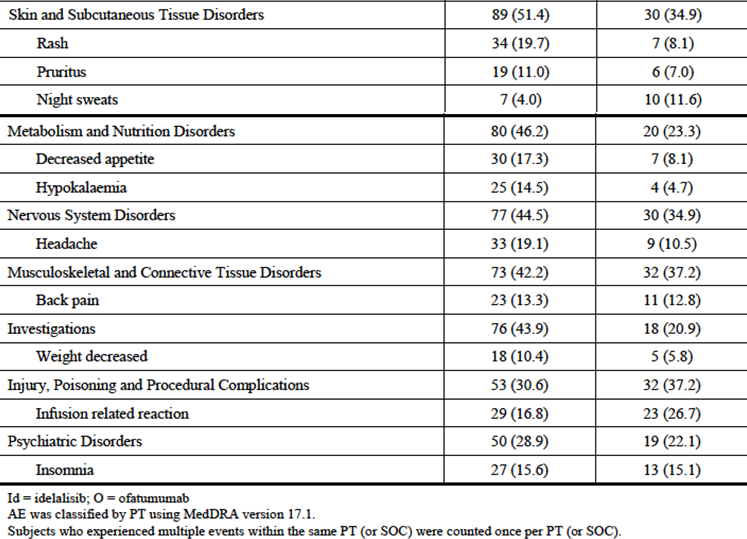 Skin and Subcutaneous Tissue Disorders 89 (51.4) 30 (34.9)
Rash 34 (19.7) 7 (8.1)
Pruritus 19 (11.0) 6 (7.0)
Night sweats 7 (4.0) 10 (11.6)
Metabolism and Nutrition Disorders 80 (46.2) 20 (23.3)
Decreased appetite 30 (17.3) 7 (8.1)
Hypokalaemia 25 (14.5) 4 (4.7)
Nervous System Disorders 77 (44.5) 30 (34.9)
Headache 33 (19.1) 9 (10.5)
Musculoskeletal and Connective Tissue Disorders 73 (42.2) 32 (37.2)
Back pain 23 (13.3) 11 (12.8)
Investigations 76 (43.9) 18 (20.9)
Weight decreased 18 (10.4) 5 (5.8)
Injury, Poisoning and Procedural Complications 53 (30.6) 32 (37.2)
Infusion related reaction 29 (16.8) 23 (26.7)
Psychiatric Disorders 50 (28.9) 19 (22.1)
Insomnia 27 (15.6) 13 (15.1)
Id = idelalisib; O = ofatumumab
AE was classified by PT using MedDRA version 17.1.
Subjects who experienced multiple events within the same PT (or SOC) were counted once per PT (or SOC).